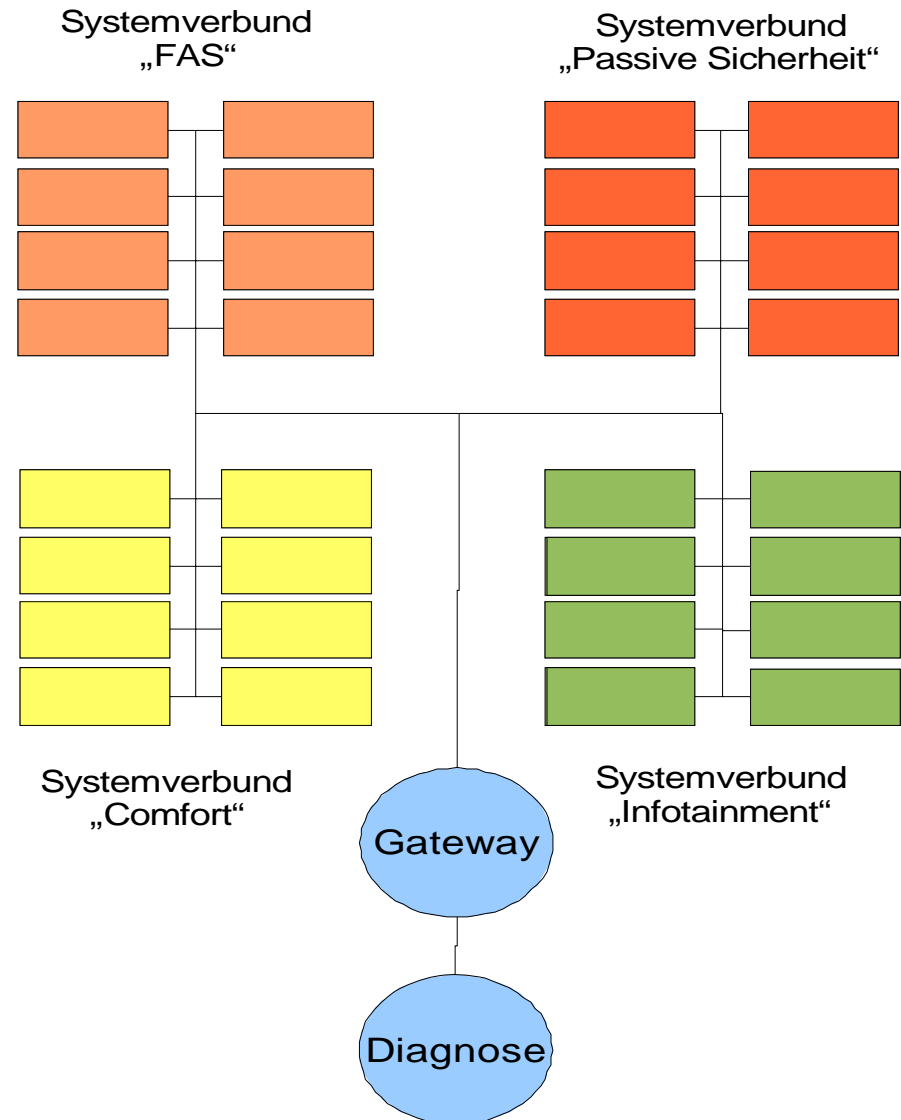 Systemverbund
„FAS“
Systemverbund
„Passive Sicherheit“
Systemverbund
„Comfort“
Systemverbund
„Infotainment“
Gateway
Diagnose